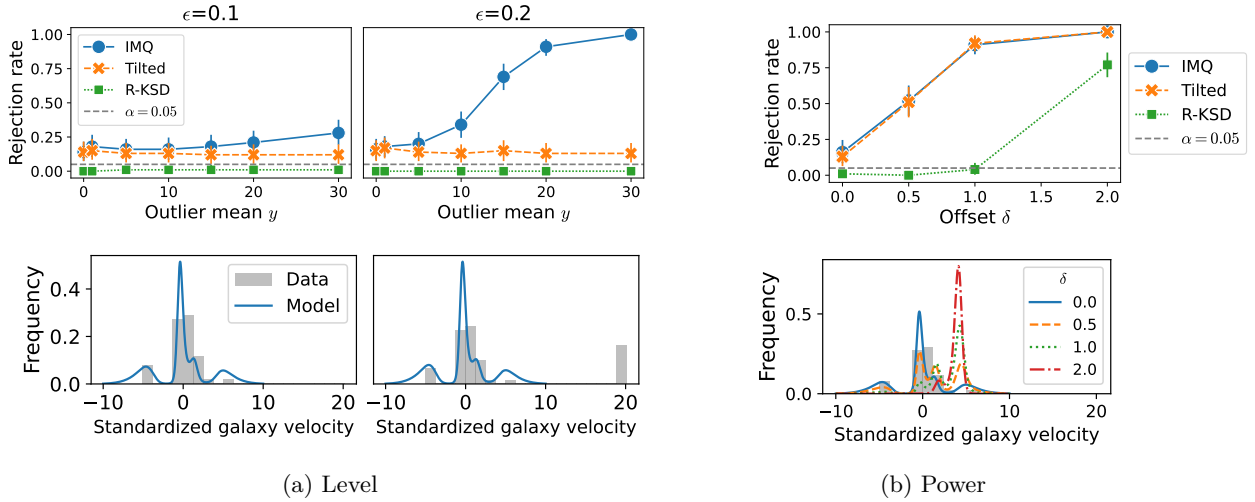 ϵ=0.1
ϵ=0.2
Rejection rate
1.00
0.75
0.50
0.25
0.00
IMQ
Tilted
R-KSD
α = 0.05
0 10 20 30
Outlier mean y
0 10 20 30
Outlier mean y
Rejection rate
1.00
0.75
0.50
0.25
0.00
0.0 0.5 1.0 1.5 2.0
Offset δ
IMQ
Tilted
R-KSD
α = 0.05
Frequency
0.4
0.2
0.0
Data
Model
−10 0 10 20
Standardized galaxy velocity
−10 0 10 20
Standardized galaxy velocity
Frequency
0.5
0.0
δ
0.0
0.5
1.0
2.0
−10 0 10 20
Standardized galaxy velocity
(a) Level
(b) Power